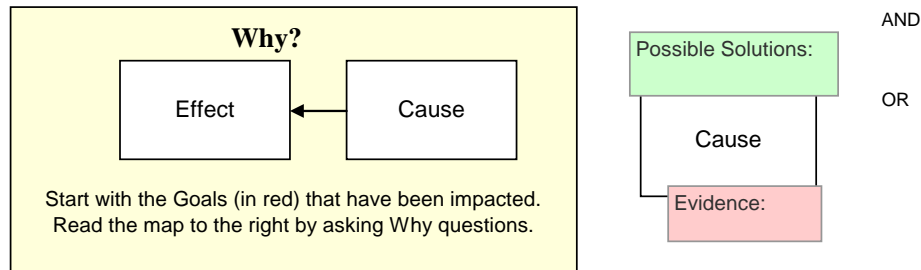 Why?
Effect
Cause
Start with the Goals (in red) that have been impacted.
Read the map to the right by asking Why questions.
Possible Solutions:
Cause
Evidence:
AND
OR